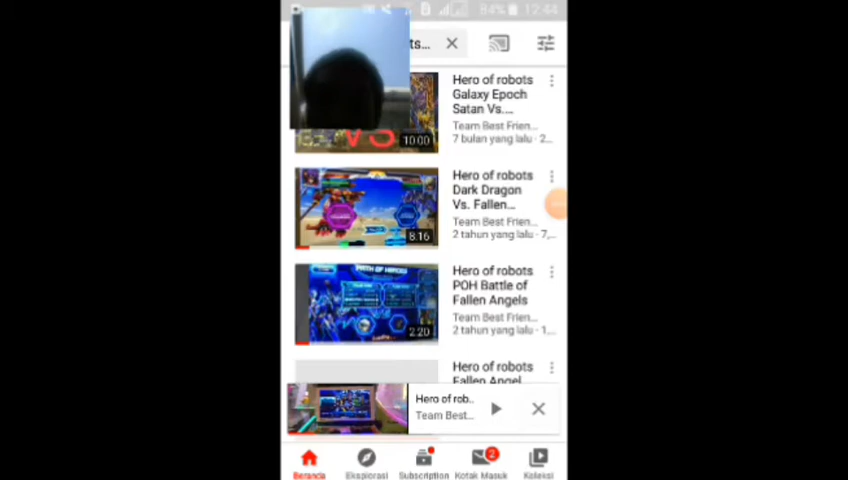 84% 12:44
ts...
Hero of robots
Galaxy Epoch
Satan Vs....
Team Best Frien...
7 bulan yang lalu · 2...
VS
10:00
Hero of robots
Dark Dragon
Vs. Fallen...
Team Best Frien...
2 tahun yang lalu · 7,...
8:16
Hero of robots
POH Battle of
Fallen Angels
Team Best Frien...
2 tahun yang lalu · 1,...
PATH OF HEROES
2:20
Hero of robots
Fallen Angel
Hero of rob..
Team Best...
Beranda
Eksplorasi
Subscription
Kotak Masuk
2
Koleksi